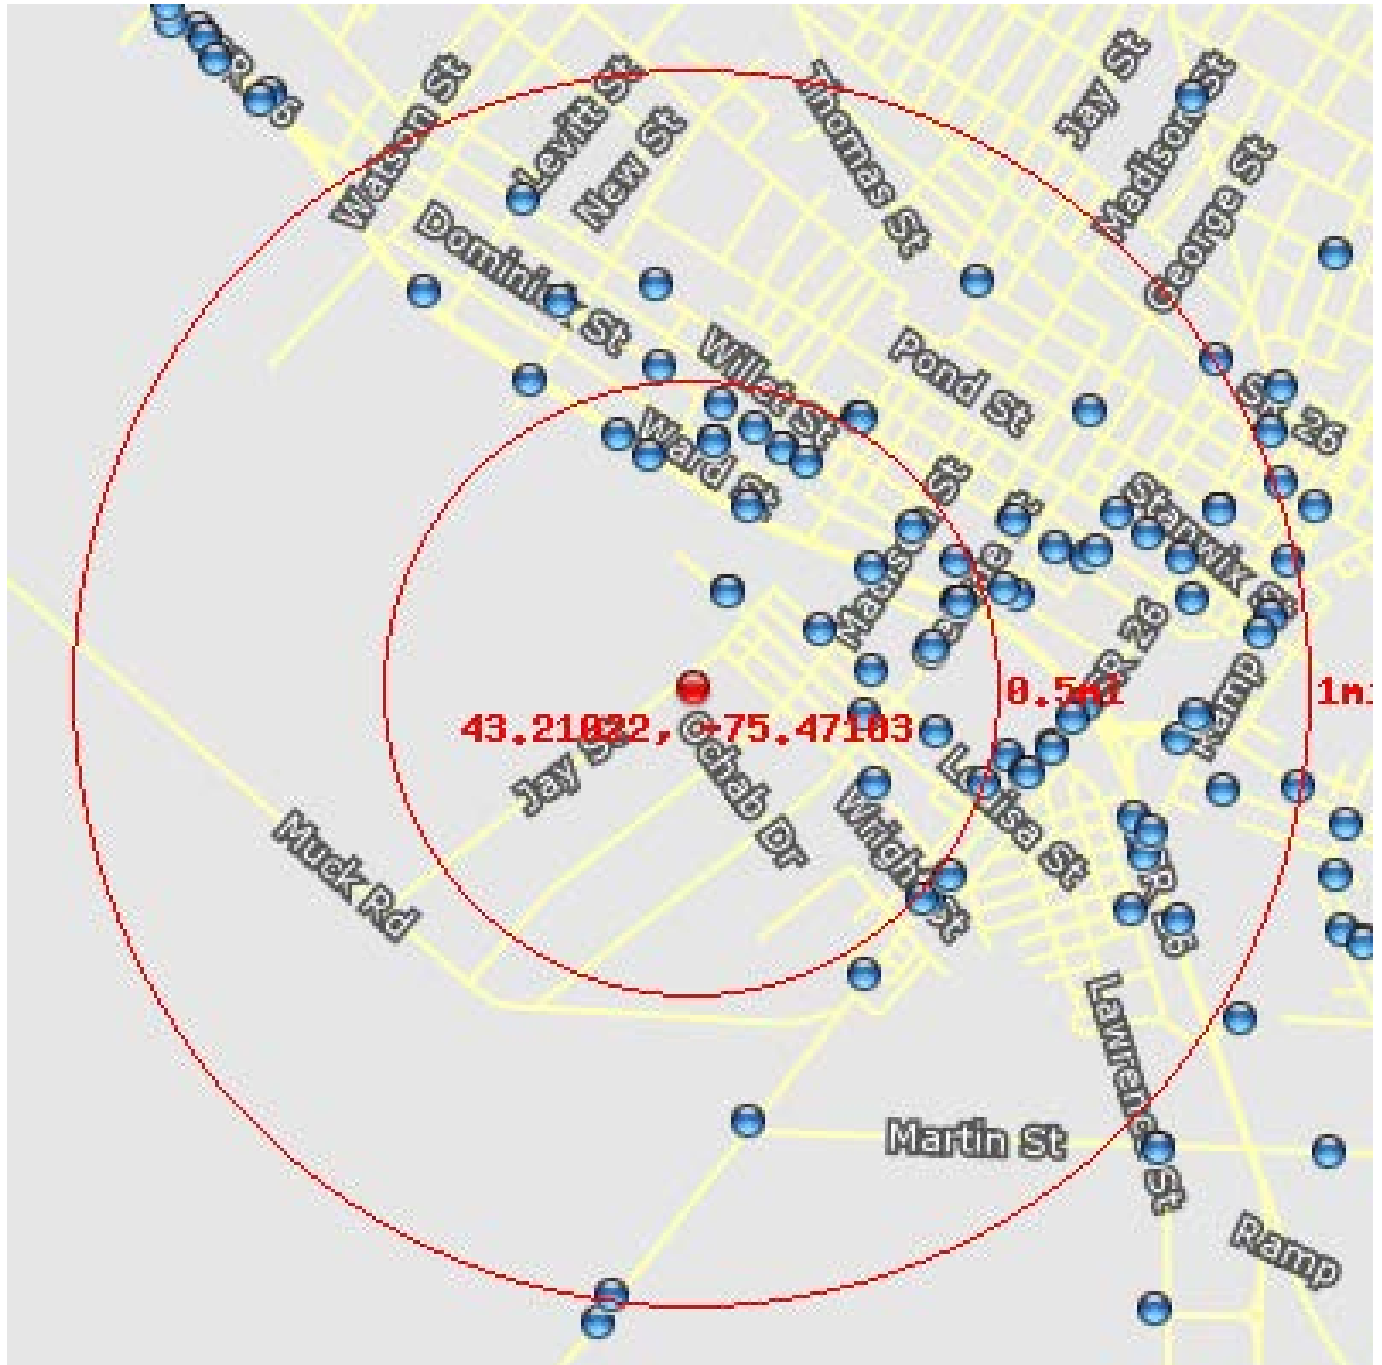 Jay St
Watson St
Levitt St
Thomas St
Madison St
New St
George St
Dominick St
Willet St
Pond St
SR 26
Ward St
Stanwix St
Madison St
SR 26
Ramp
0.5mi
1mi
43.21022, -75.47103
Jay St
Ochab Dr
Louisa St
Wright St
Muck Rd
Lawrence St
Martin St
Ramp